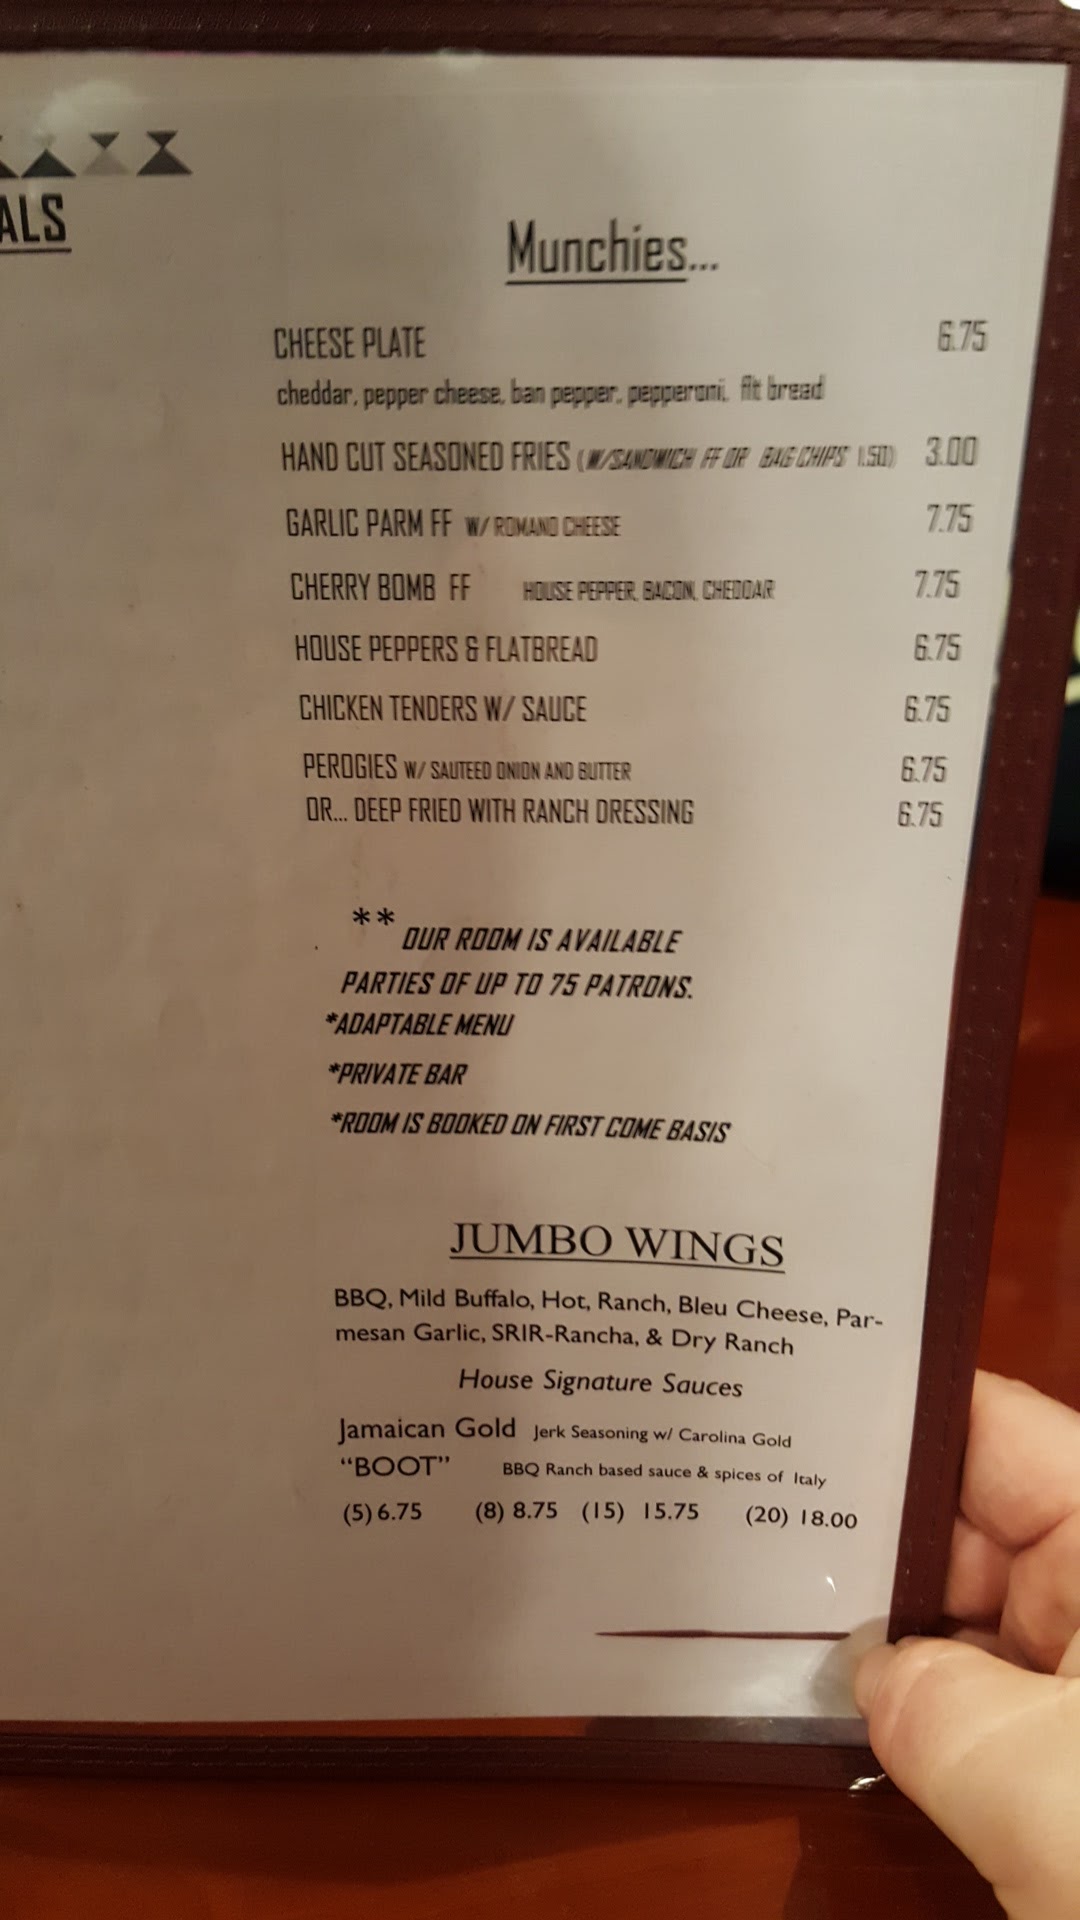 ALS
Munchies...
CHEESE PLATE 6.75
cheddar, pepper cheese, ban pepper, pepperoni, flt bread
HAND CUT SEASONED FRIES (W/SANDWICH FF OR BAG CHIPS 1.50) 3.00
GARLIC PARM FF W/ ROMANO CHEESE 7.75
CHERRY BOMB FF HOUSE PEPPER, BACON, CHEDDAR 7.75
HOUSE PEPPERS & FLATBREAD 6.75
CHICKEN TENDERS W/ SAUCE 6.75
PEROGIES W/ SAUTEED ONION AND BUTTER 6.75
OR... DEEP FRIED WITH RANCH DRESSING 6.75
** OUR ROOM IS AVAILABLE
PARTIES OF UP TO 75 PATRONS.
*ADAPTABLE MENU
*PRIVATE BAR
*ROOM IS BOOKED ON FIRST COME BASIS
JUMBO WINGS
BBQ, Mild Buffalo, Hot, Ranch, Bleu Cheese, Par-
mesan Garlic, SRIR-Rancha, & Dry Ranch
House Signature Sauces
Jamaican Gold Jerk Seasoning w/ Carolina Gold
"BOOT" BBQ Ranch based sauce & spices of Italy
(5) 6.75 (8) 8.75 (15) 15.75 (20) 18.00